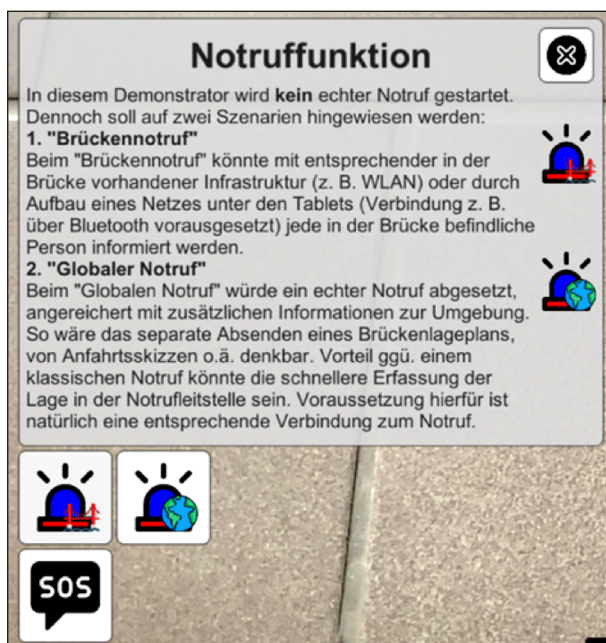 Notruffunktion
In diesem Demonstrator wird kein echter Notruf gestartet.
Dennoch soll auf zwei Szenarien hingewiesen werden:
1. "Brückennotruf"
Beim "Brückennotruf" könnte mit entsprechender in der
Brücke vorhandener Infrastruktur (z. B. WLAN) oder durch
Aufbau eines Netzes unter den Tablets (Verbindung z. B.
über Bluetooth vorausgesetzt) jede in der Brücke befindliche
Person informiert werden.
2. "Globaler Notruf"
Beim "Globalen Notruf" würde ein echter Notruf abgesetzt,
angereichert mit zusätzlichen Informationen zur Umgebung.
So wäre das separate Absenden eines Brückenlageplans,
von Anfahrtsskizzen o.ä. denkbar. Vorteil ggü. einem
klassischen Notruf könnte die schnellere Erfassung der
Lage in der Notrufleitstelle sein. Voraussetzung hierfür ist
natürlich eine entsprechende Verbindung zum Notruf.
SOS